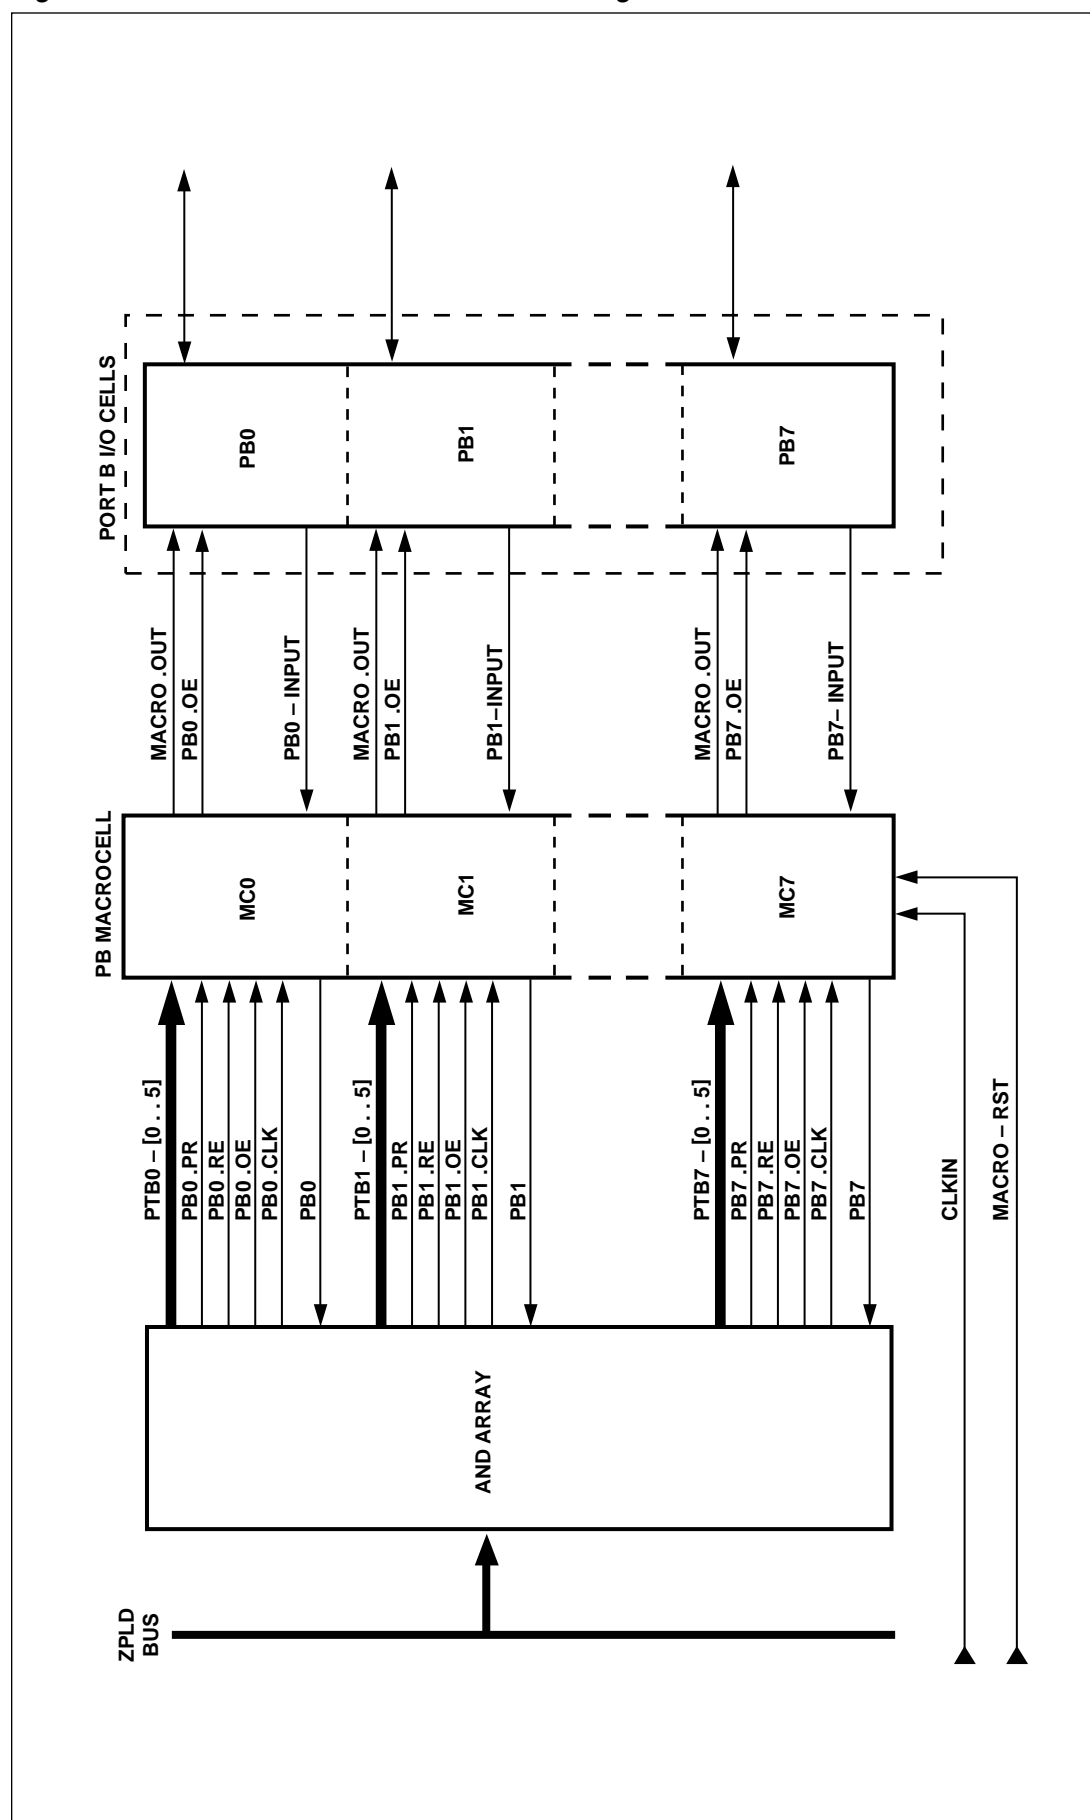 ZPLD
BUS
AND ARRAY
PTB0 – [0 . . 5]
PB0 .PR
PB0 .RE
PB0 .OE
PB0 .CLK
PB0
PTB1 – [0 . . 5]
PB1 .PR
PB1 .RE
PB1 .OE
PB1 .CLK
PB1
PTB7 – [0 . . 5]
PB7 .PR
PB7 .RE
PB7 .OE
PB7 .CLK
PB7
CLKIN
MACRO – RST
PB MACROCELL
MC0
MC1
MC7
MACRO .OUT
PB0 .OE
PB0 – INPUT
MACRO .OUT
PB1 .OE
PB1–INPUT
MACRO .OUT
PB7 .OE
PB7– INPUT
PORT B I/O CELLS
PB0
PB1
PB7